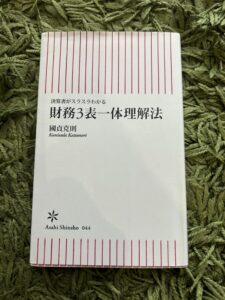 決算書がスラスラわかる
財務3表一体理解法
國貞克則
Kunisada Katsunori
Asahi Shinsho 044